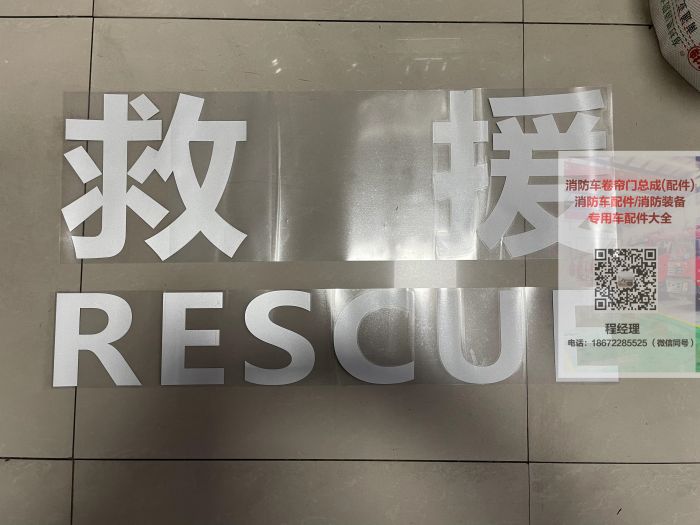 救援
RESCUE
消防车卷帘门总成(配件)
消防车配件/消防装备
专用车配件大全
程经理
电话：18672285525（微信同号）